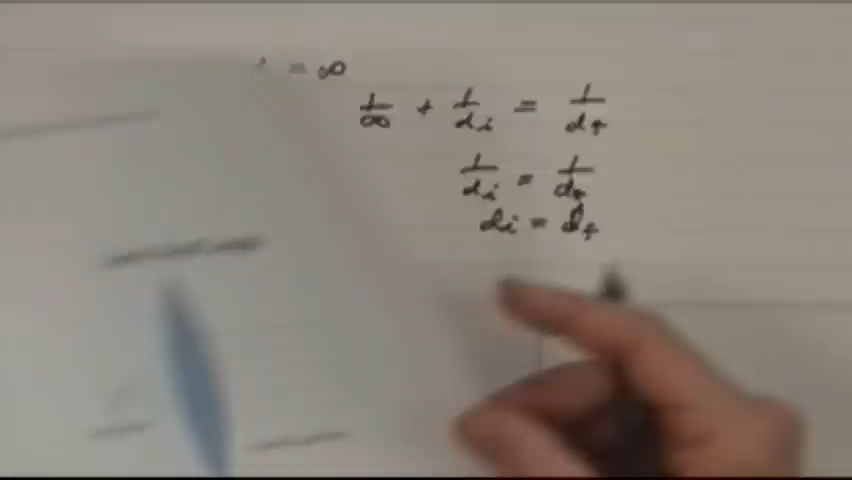 = ∞
1/∞ + 1/di = 1/df
1/di = 1/df
di = df